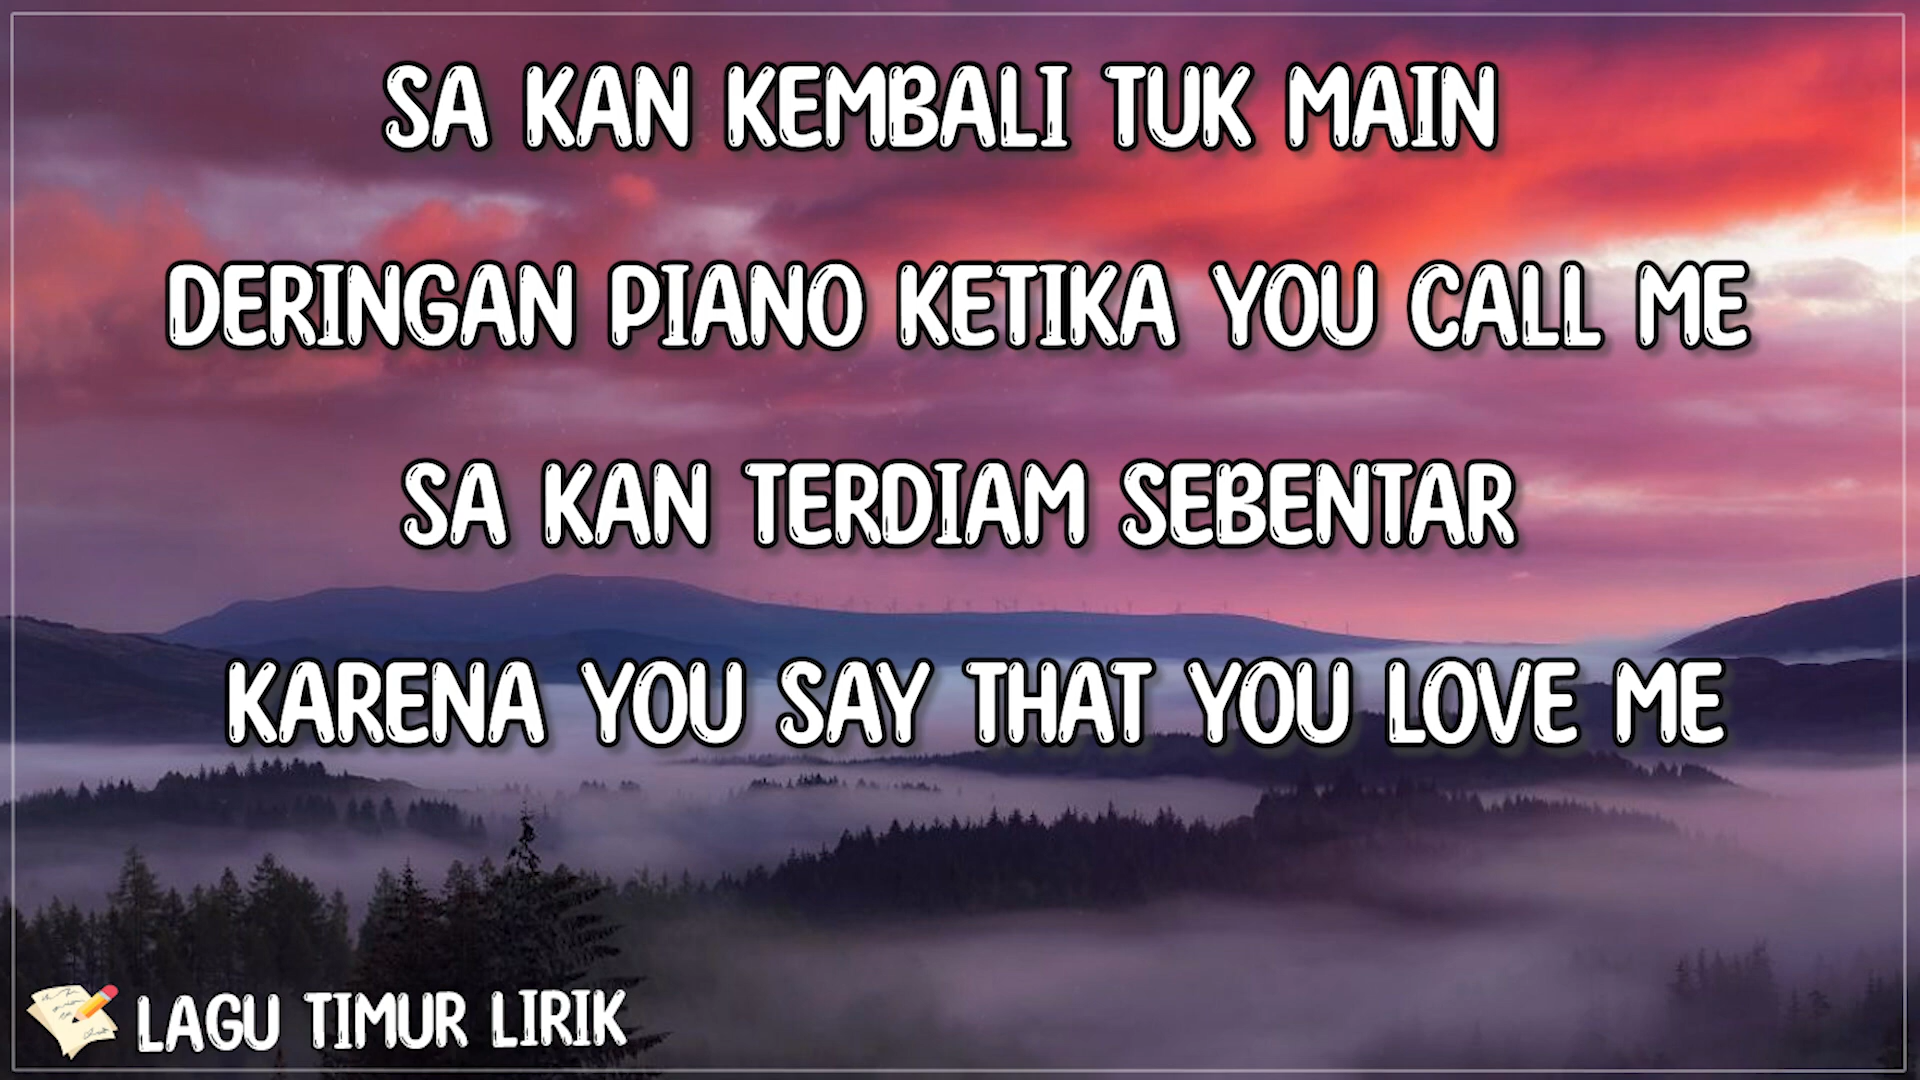 SA KAN KEMBALI TUK MAIN
DERINGAN PIANO KETIKA YOU CALL ME
SA KAN TERDIAM SEBENTAR
KARENA YOU SAY THAT YOU LOVE ME
LAGU TIMUR LIRIK